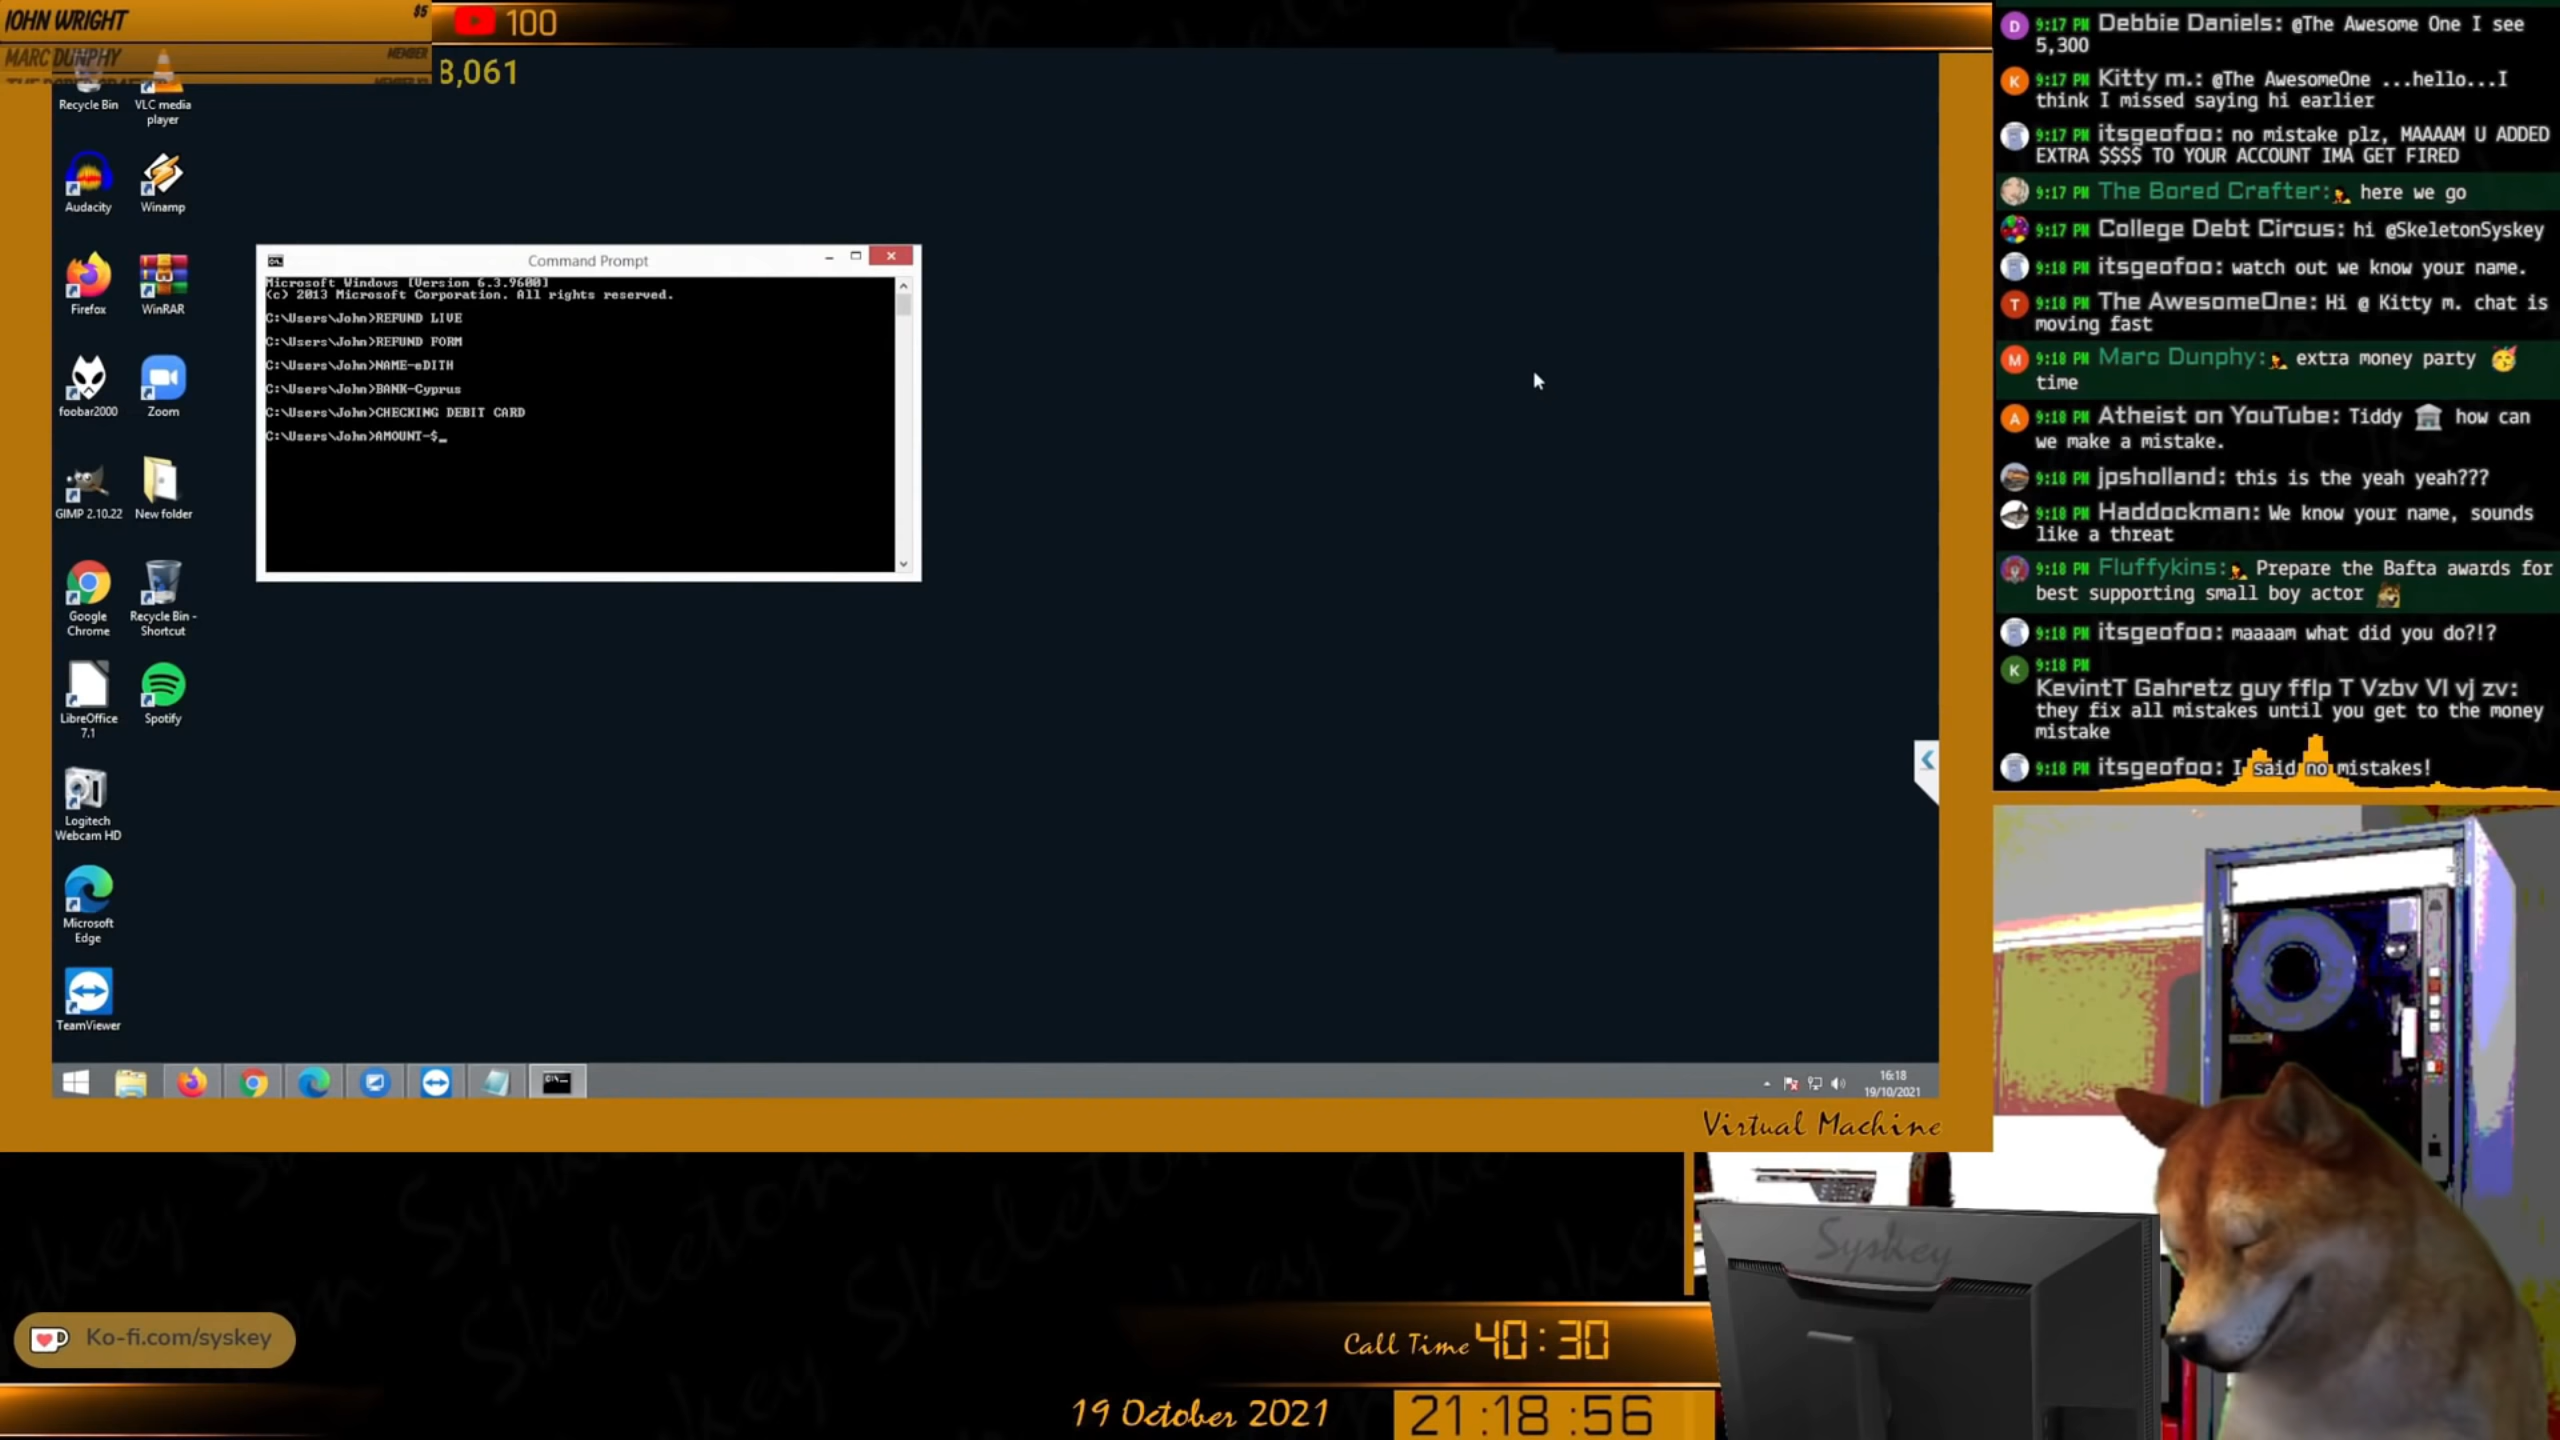 JOHN WRIGHT
$5
MARC DUNPHY
MEMBER
100
8,061
Recycle Bin
VLC media
player
Audacity
Winamp
Firefox
WinRAR
foobar2000
Zoom
GIMP 2.10.22
New folder
Google
Chrome
Recycle Bin -
Shortcut
LibreOffice
7.1
Spotify
Logitech
Webcam HD
Microsoft
Edge
TeamViewer
Command Prompt
Microsoft Windows [Version 6.3.9600]
(c) 2013 Microsoft Corporation. All rights reserved.
C:\Users\John>REFUND LIVE
C:\Users\John>REFUND FORM
C:\Users\John>NAME-eDITH
C:\Users\John>BANK-Cyprus
C:\Users\John>CHECKING DEBIT CARD
C:\Users\John>AMOUNT-$_
16:18
19/10/2021
Virtual Machine
D 9:17 PM Debbie Daniels: @The Awesome One I see
5,300
K 9:17 PM Kitty m.: @The AwesomeOne ...hello...I
think I missed saying hi earlier
9:17 PM itsgeofoo: no mistake plz, MAAAAM U ADDED
EXTRA $$$$ TO YOUR ACCOUNT IMA GET FIRED
9:17 PM The Bored Crafter: here we go
9:17 PM College Debt Circus: hi @SkeletonSyskey
9:18 PM itsgeofoo: watch out we know your name.
T 9:18 PM The AwesomeOne: Hi @ Kitty m. chat is
moving fast
M 9:18 PM Marc Dunphy: extra money party 🥳
time
A 9:18 PM Atheist on YouTube: Tiddy 🏛 how can
we make a mistake.
9:18 PM jpsholland: this is the yeah yeah???
9:18 PM Haddockman: We know your name, sounds
like a threat
9:18 PM Fluffykins: Prepare the Bafta awards for
best supporting small boy actor
9:18 PM itsgeofoo: maaaam what did you do?!?
K 9:18 PM
KevintT Gahretz guy fflp T Vzbv Vl vj zv:
they fix all mistakes until you get to the money
mistake
9:18 PM itsgeofoo: I said no mistakes!
Syskey
Ko-fi.com/syskey
Call Time 40:30
19 October 2021
21:18:56